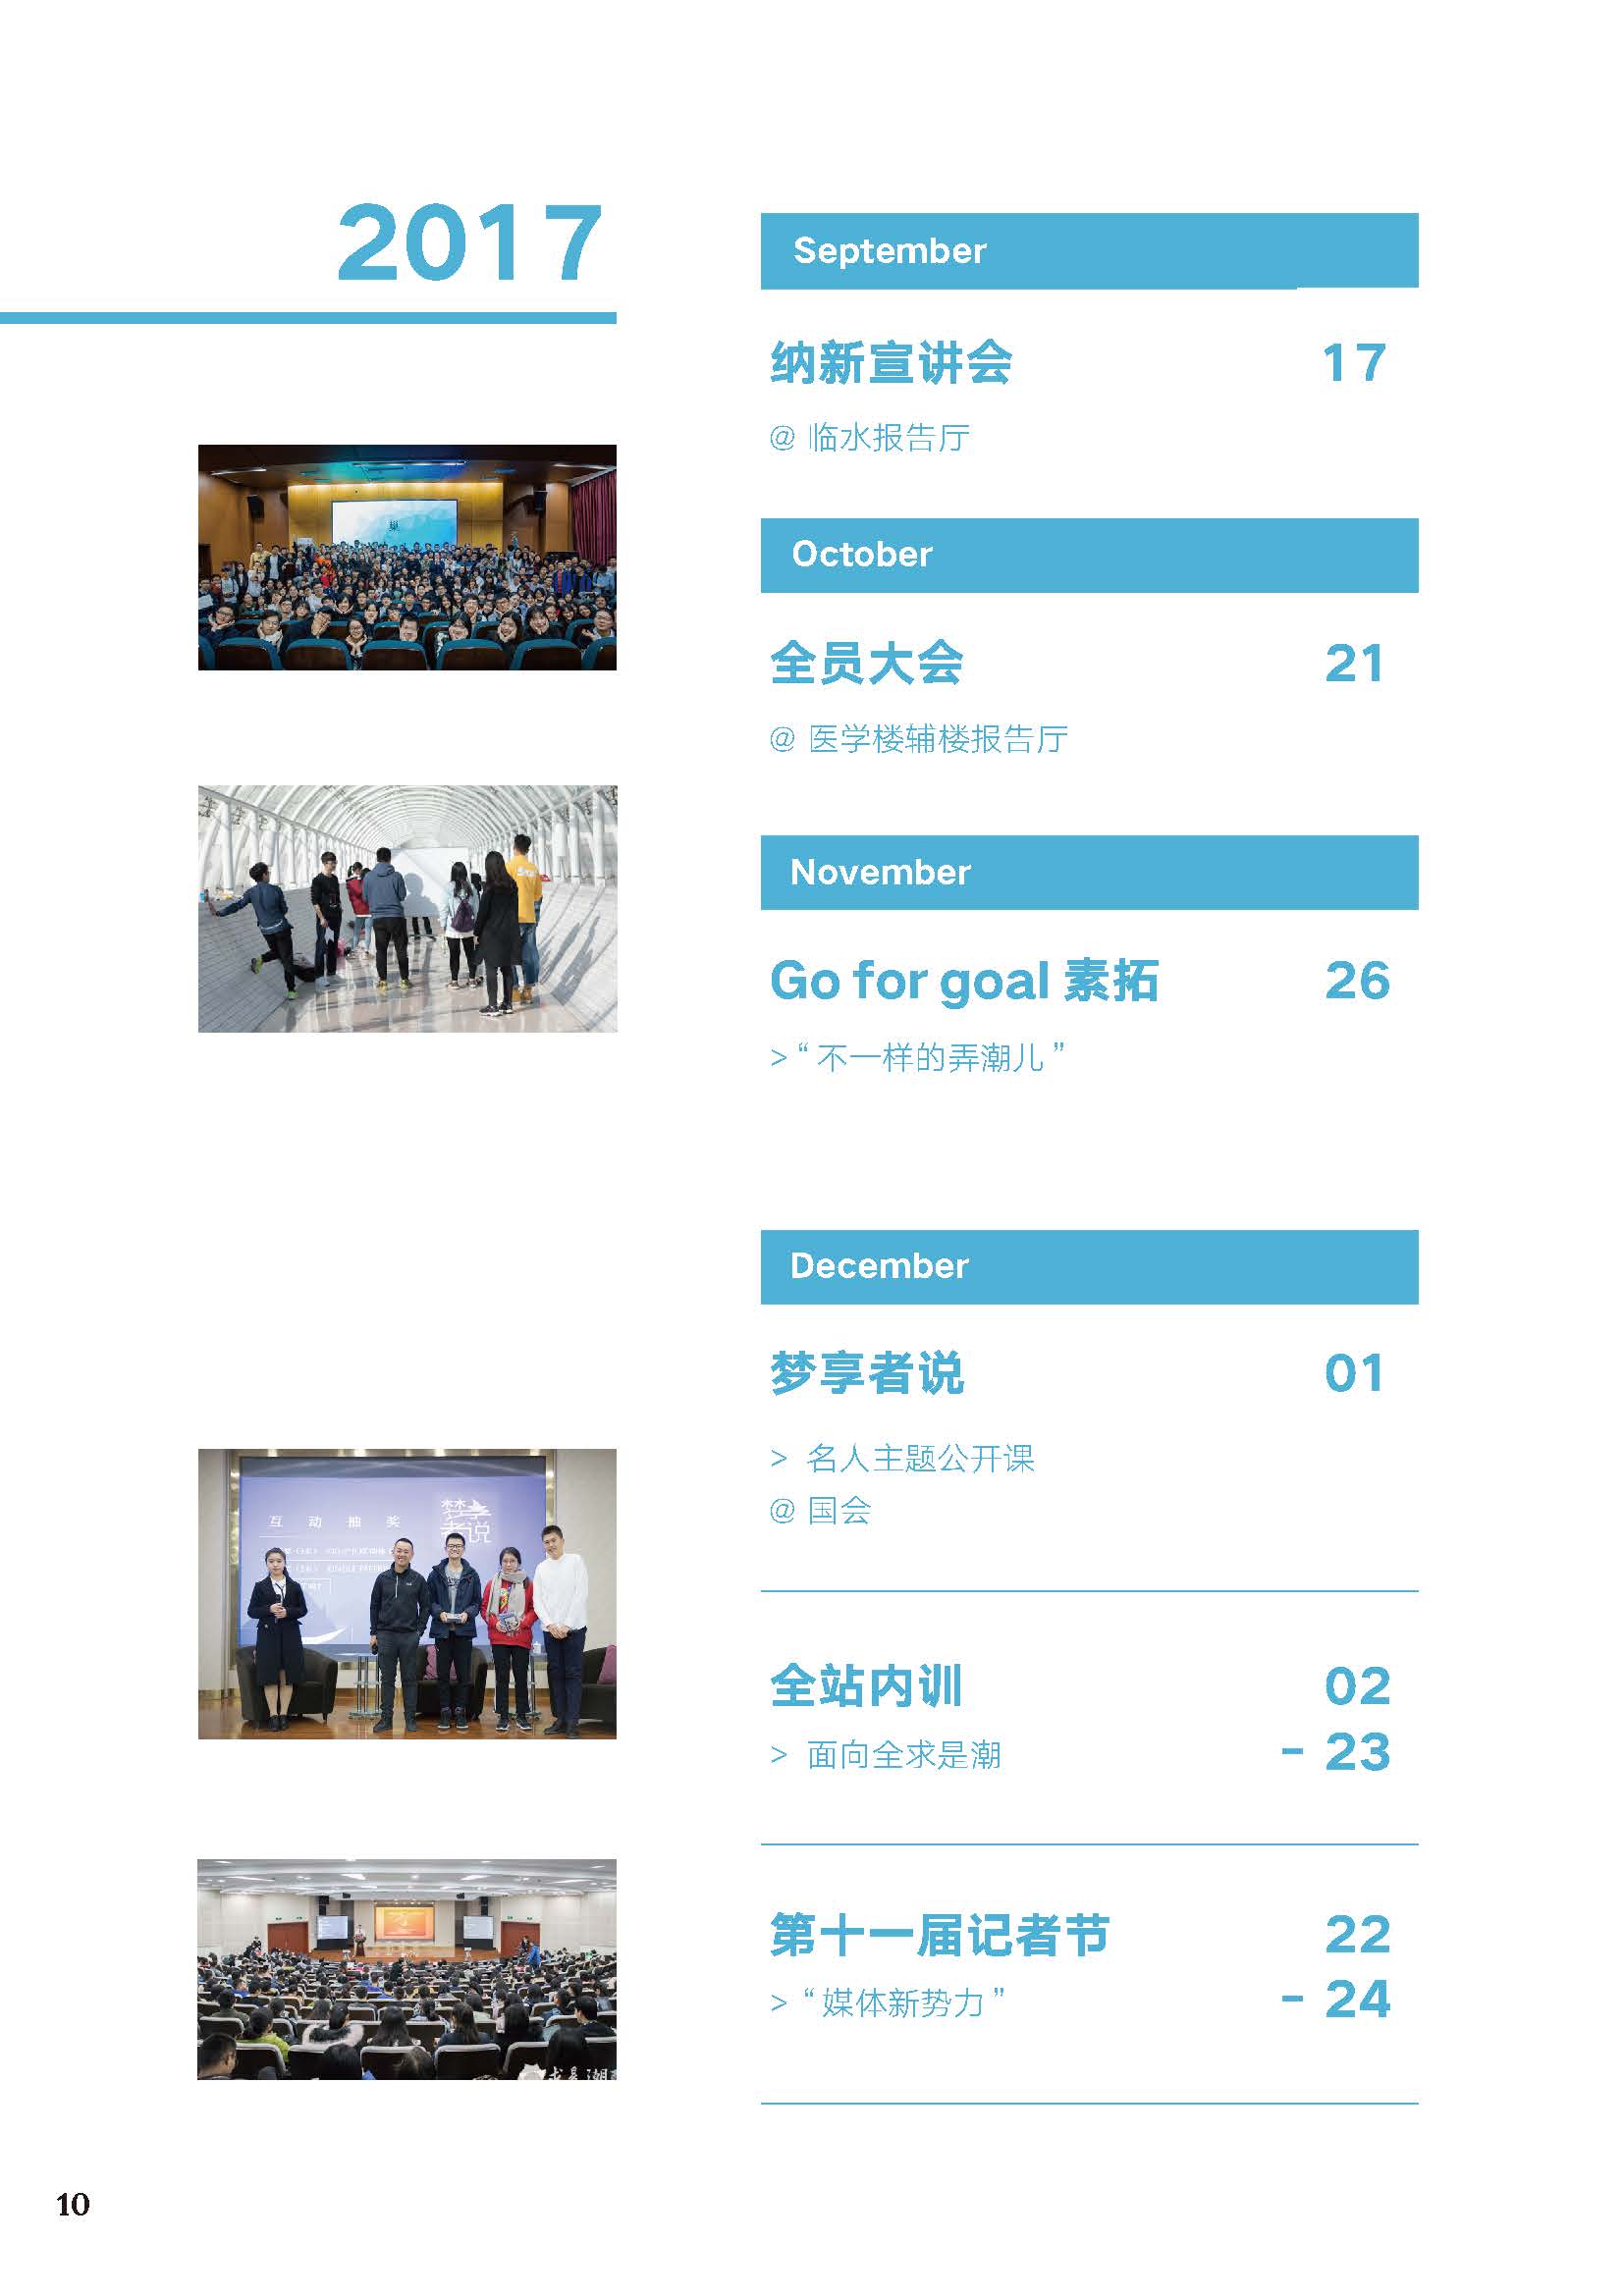 2017
September
纳新宣讲会 17
@ 临水报告厅
October
全员大会 21
@ 医学楼辅楼报告厅
November
Go for goal 素拓 26
> “ 不一样的弄潮儿 ”
December
梦享者说 01
> 名人主题公开课
@ 国会
互 动 抽 奖
梦享
者说
全站内训 02
> 面向全求是潮 - 23
第十一届记者节 22
> “ 媒体新势力 ” - 24
巢
求是潮
10